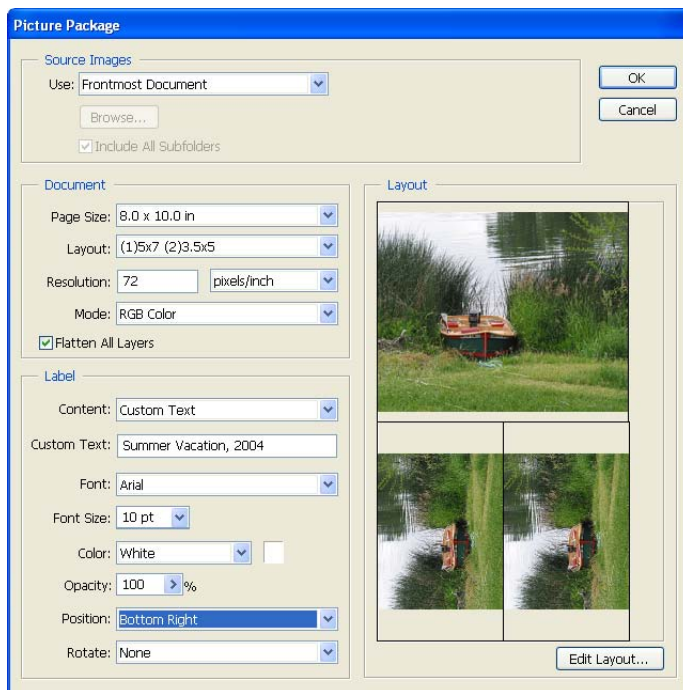 Picture Package
Source Images
Use: Frontmost Document
OK
Browse...
Cancel
Include All Subfolders
Document
Page Size: 8.0 x 10.0 in
Layout: (1)5x7 (2)3.5x5
Resolution: 72 pixels/inch
Mode: RGB Color
Flatten All Layers
Label
Content: Custom Text
Custom Text: Summer Vacation, 2004
Font: Arial
Font Size: 10 pt
Color: White
Opacity: 100 %
Position: Bottom Right
Rotate: None
Layout
Edit Layout...